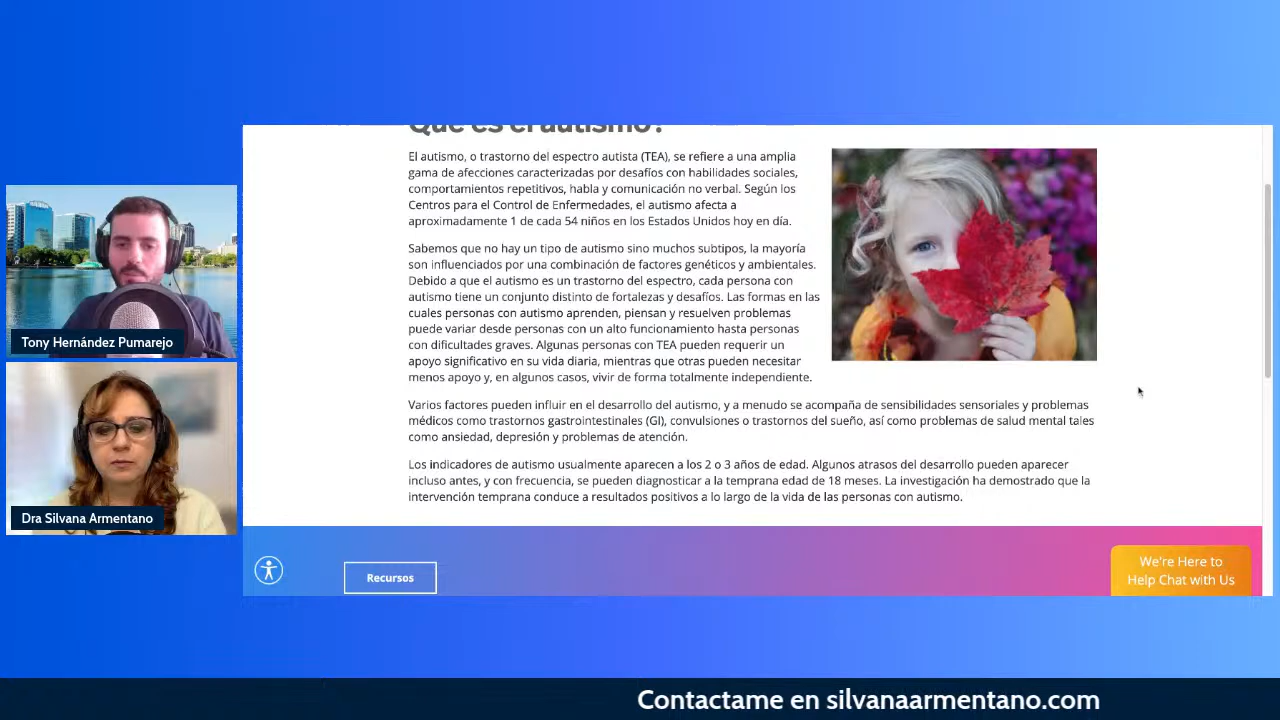 Tony Hernández Pumarejo
Dra Silvana Armentano
Qué es el autismo?
El autismo, o trastorno del espectro autista (TEA), se refiere a una amplia
gama de afecciones caracterizadas por desafíos con habilidades sociales,
comportamientos repetitivos, habla y comunicación no verbal. Según los
Centros para el Control de Enfermedades, el autismo afecta a
aproximadamente 1 de cada 54 niños en los Estados Unidos hoy en día.
Sabemos que no hay un tipo de autismo sino muchos subtipos, la mayoría
son influenciados por una combinación de factores genéticos y ambientales.
Debido a que el autismo es un trastorno del espectro, cada persona con
autismo tiene un conjunto distinto de fortalezas y desafíos. Las formas en las
cuales personas con autismo aprenden, piensan y resuelven problemas
puede variar desde personas con un alto funcionamiento hasta personas
con dificultades graves. Algunas personas con TEA pueden requerir un
apoyo significativo en su vida diaria, mientras que otras pueden necesitar
menos apoyo y, en algunos casos, vivir de forma totalmente independiente.
Varios factores pueden influir en el desarrollo del autismo, y a menudo se acompaña de sensibilidades sensoriales y problemas
médicos como trastornos gastrointestinales (GI), convulsiones o trastornos del sueño, así como problemas de salud mental tales
como ansiedad, depresión y problemas de atención.
Los indicadores de autismo usualmente aparecen a los 2 o 3 años de edad. Algunos atrasos del desarrollo pueden aparecer
incluso antes, y con frecuencia, se pueden diagnosticar a la temprana edad de 18 meses. La investigación ha demostrado que la
intervención temprana conduce a resultados positivos a lo largo de la vida de las personas con autismo.
Recursos
We're Here to
Help Chat with Us
Contactame en silvanaarmentano.com